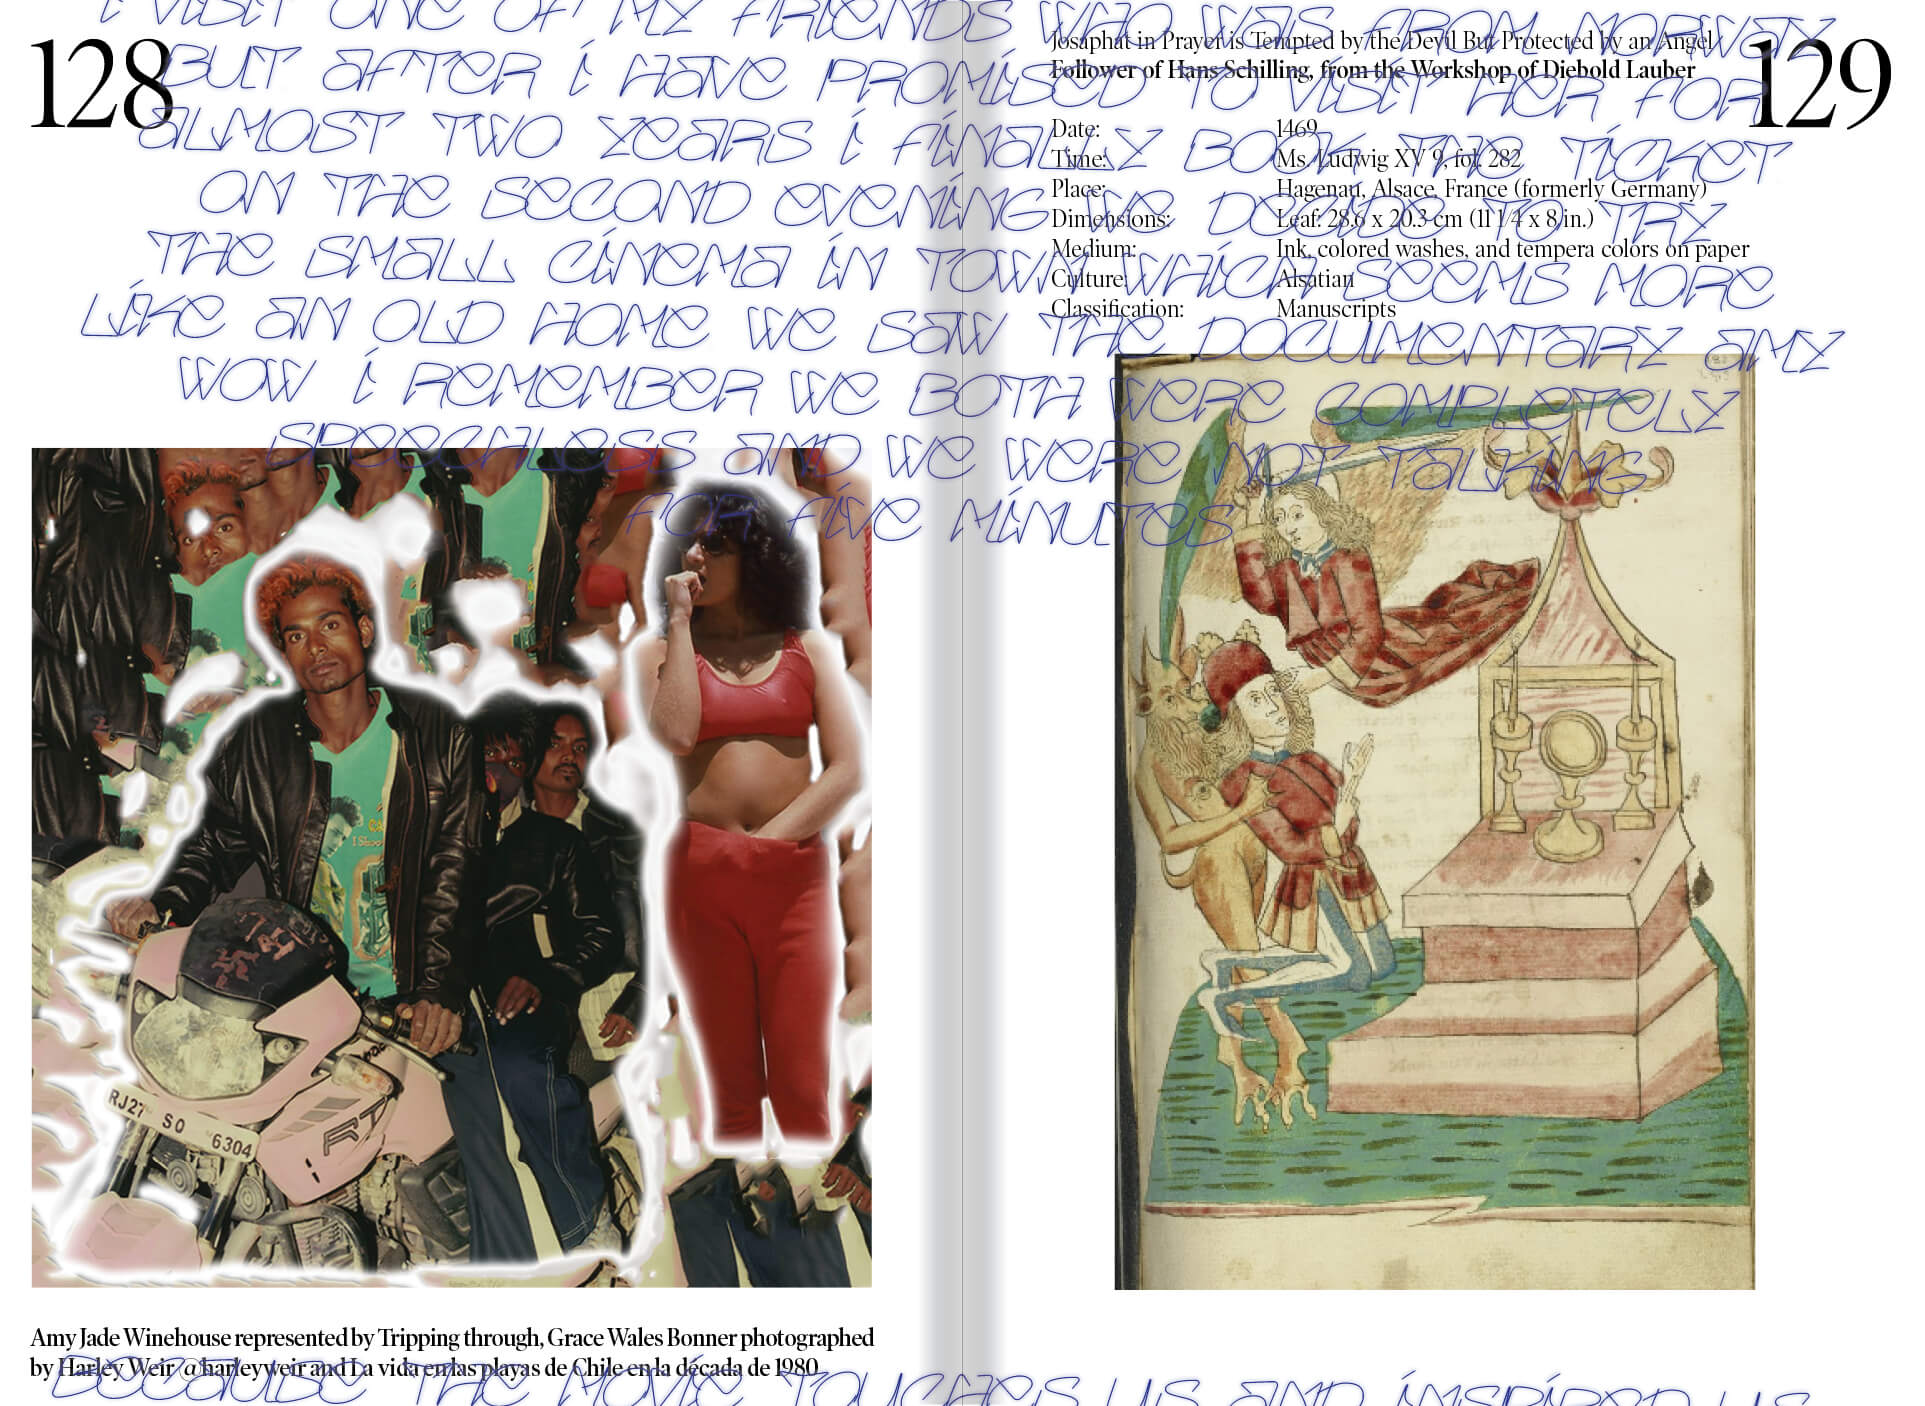 128
129
I VISIT ONE OF MY FRIENDS WHO WAS FROM NORWAY
BUT AFTER I HAVE PROMISED TO VISIT HER FOR
ALMOST TWO YEARS I FINALLY BOOK THE TICKET
ON THE SECOND EVENING WE DECIDE TO TRY
THE SMALL CINEMA IN TOWN WHICH SEEMS MORE
LIKE AN OLD HOME WE SAW THE DOCUMENTARY AMY
WOW I REMEMBER WE BOTH WERE COMPLETELY
SPEECHLESS AND WE WERE NOT TALKING
FOR FIVE MINUTES
Josaphat in Prayer is Tempted by the Devil But Protected by an Angel
Follower of Hans Schilling, from the Workshop of Diebold Lauber
Date: 1469
Time: Ms. Ludwig XV 9, fol. 282
Place: Hagenau, Alsace, France (formerly Germany)
Dimensions: Leaf: 28.6 x 20.3 cm (11 1/4 x 8 in.)
Medium: Ink, colored washes, and tempera colors on paper
Culture: Alsatian
Classification: Manuscripts
I Shoo
RJ27 SO 6304
RT
Amy Jade Winehouse represented by Tripping through, Grace Wales Bonner photographed
by Harley Weir @harleyweir and La vida en las playas de Chile en la década de 1980
BECAUSE THE MOVIE TOUCHES US AND INSPIRED US